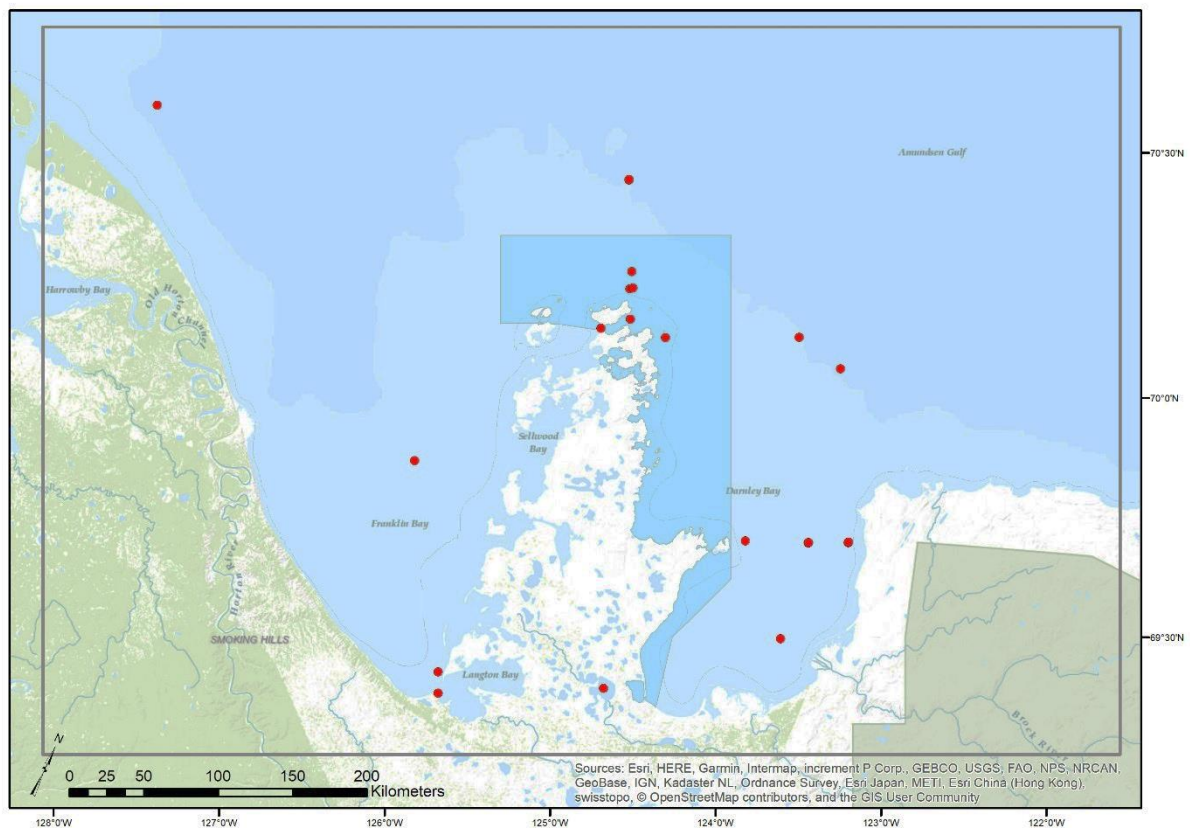 Amundsen Gulf
70°30'N
Harrowby Bay
Old Horton
Channel
70°0'N
Sellwood
Bay
Darnley Bay
Franklin Bay
Horton River
SMOKING HILLS
69°30'N
Langton Bay
Brock River
N
0 25 50 100 150 200
Kilometers
Sources: Esri, HERE, Garmin, Intermap, increment P Corp., GEBCO, USGS, FAO, NPS, NRCAN,
GeoBase, IGN, Kadaster NL, Ordnance Survey, Esri Japan, METI, Esri China (Hong Kong),
swisstopo, © OpenStreetMap contributors, and the GIS User Community
128°0'W 127°0'W 126°0'W 125°0'W 124°0'W 123°0'W 122°0'W